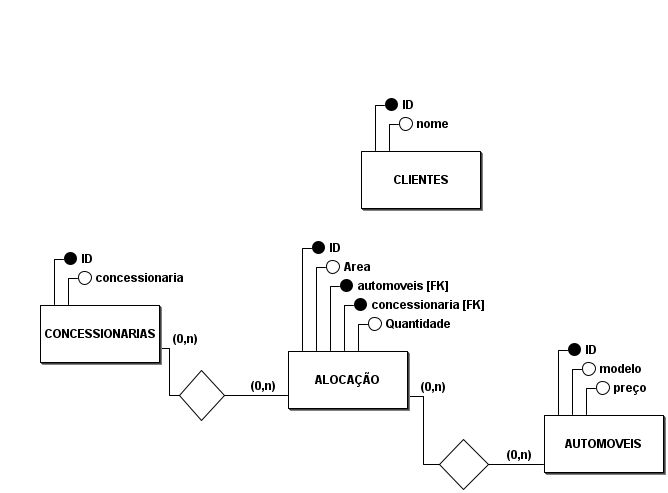 ID
nome
CLIENTES
ID
concessionaria
CONCESSIONARIAS
(0,n)
ID
Area
automoveis [FK]
concessionaria [FK]
Quantidade
ALOCAÇÃO
(0,n)
(0,n)
ID
modelo
preço
AUTOMOVEIS
(0,n)